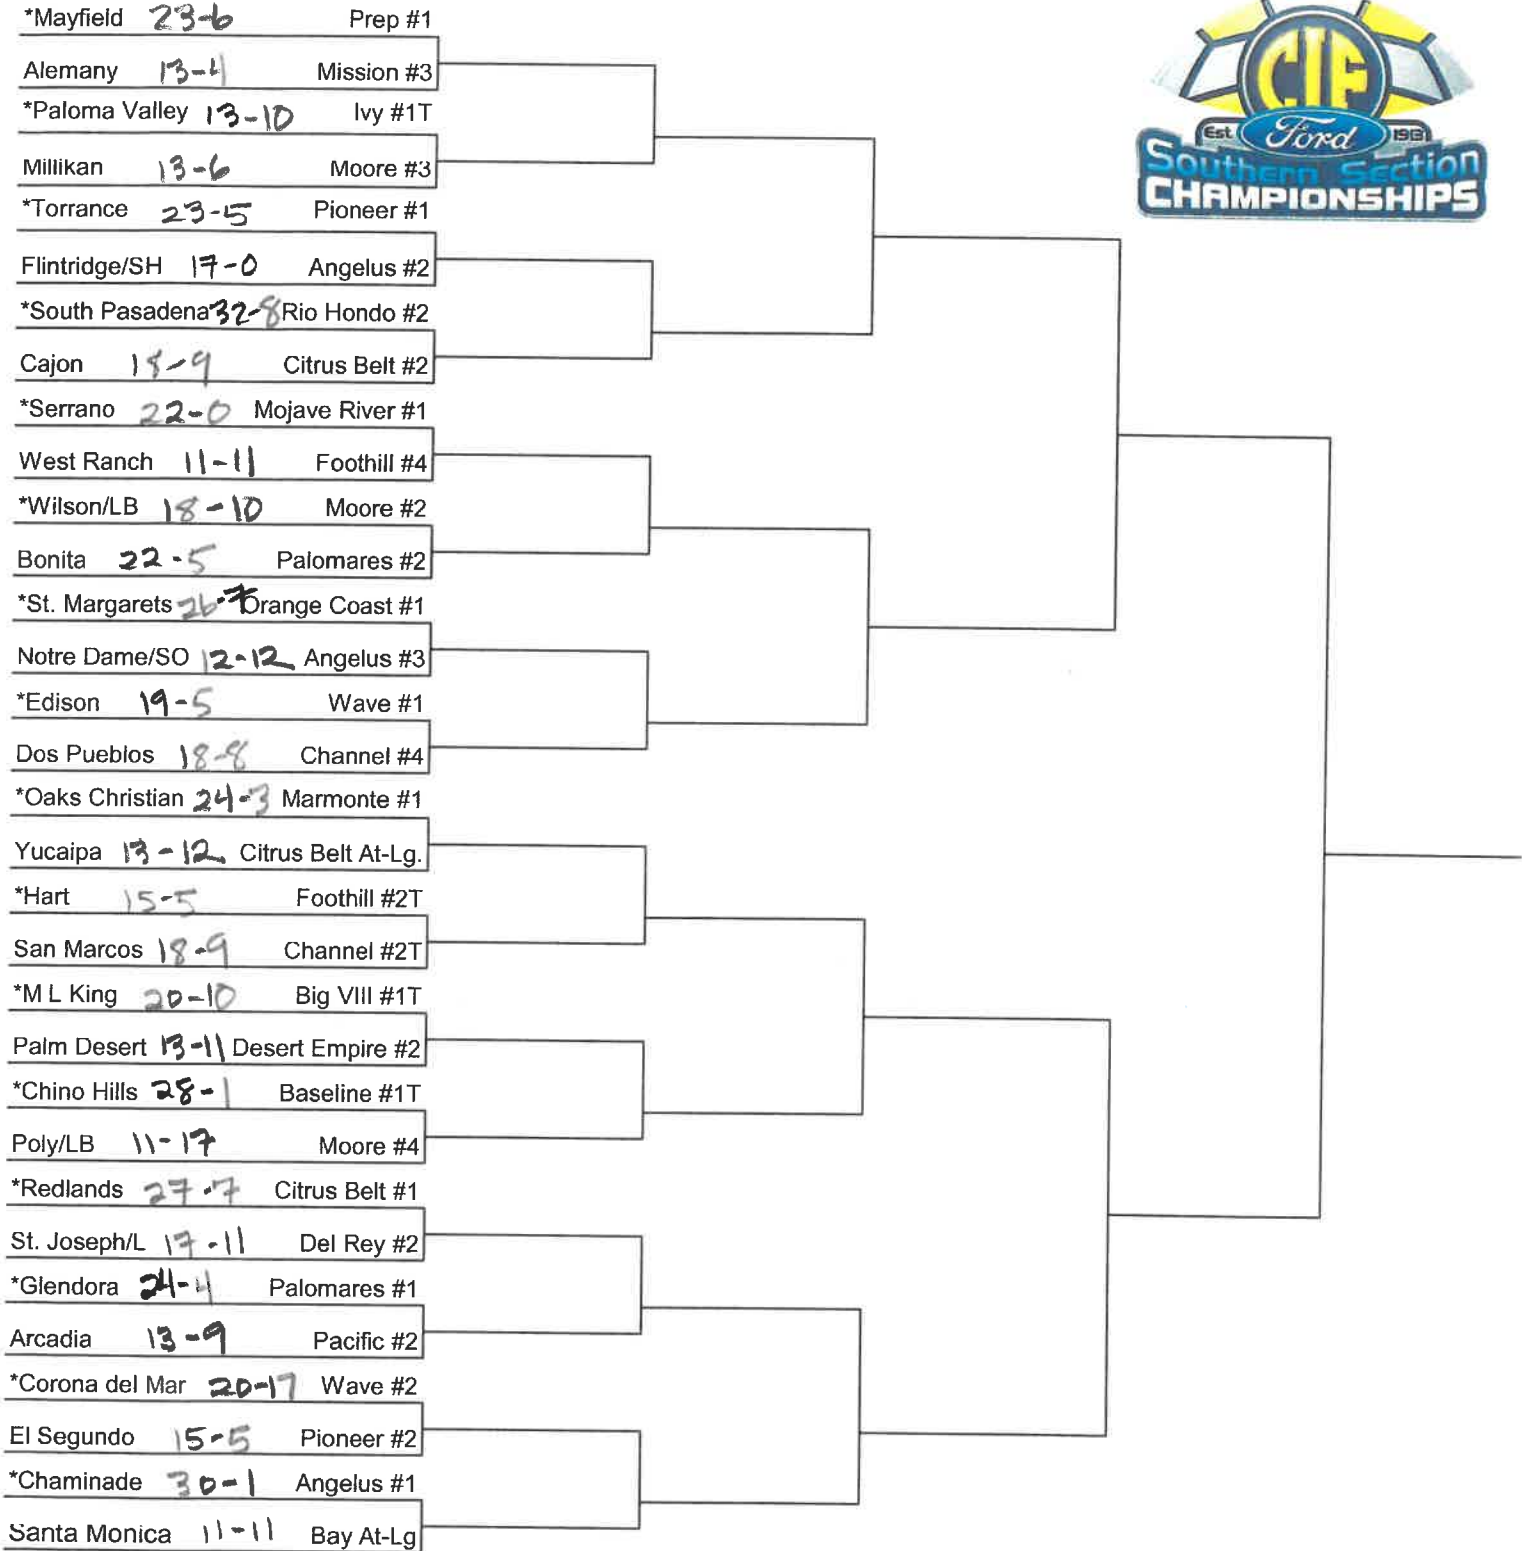 *Mayfield 23-6 Prep #1
Alemany 13-4 Mission #3
*Paloma Valley 13-10 Ivy #1T
Millikan 13-6 Moore #3
*Torrance 23-5 Pioneer #1
Flintridge/SH 17-0 Angelus #2
*South Pasadena 32-8 Rio Hondo #2
Cajon 18-9 Citrus Belt #2
*Serrano 22-0 Mojave River #1
West Ranch 11-11 Foothill #4
*Wilson/LB 18-10 Moore #2
Bonita 22-5 Palomares #2
*St. Margarets 26-7 Orange Coast #1
Notre Dame/SO 12-12 Angelus #3
*Edison 19-5 Wave #1
Dos Pueblos 18-8 Channel #4
*Oaks Christian 24-3 Marmonte #1
Yucaipa 13-12 Citrus Belt At-Lg.
*Hart 15-5 Foothill #2T
San Marcos 18-9 Channel #2T
*M L King 20-10 Big VIII #1T
Palm Desert 13-11 Desert Empire #2
*Chino Hills 28-1 Baseline #1T
Poly/LB 11-17 Moore #4
*Redlands 27-7 Citrus Belt #1
St. Joseph/L 17-11 Del Rey #2
*Glendora 24-4 Palomares #1
Arcadia 13-9 Pacific #2
*Corona del Mar 20-17 Wave #2
El Segundo 15-5 Pioneer #2
*Chaminade 30-1 Angelus #1
Santa Monica 11-11 Bay At-Lg
CIF
Est. Ford 1913
Southern Section
CHAMPIONSHIPS